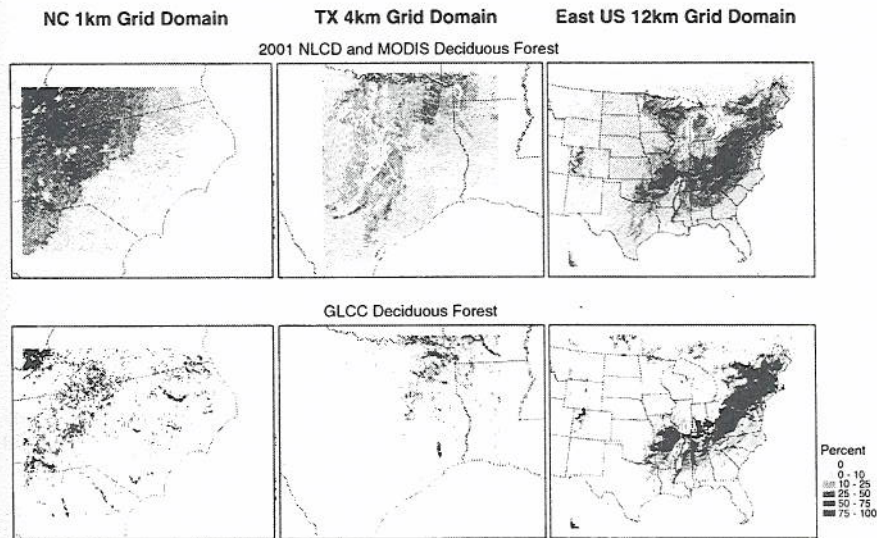 NC 1km Grid Domain TX 4km Grid Domain East US 12km Grid Domain
2001 NLCD and MODIS Deciduous Forest
GLCC Deciduous Forest
Percent
0
0 - 10
10 - 25
25 - 50
50 - 75
75 - 100